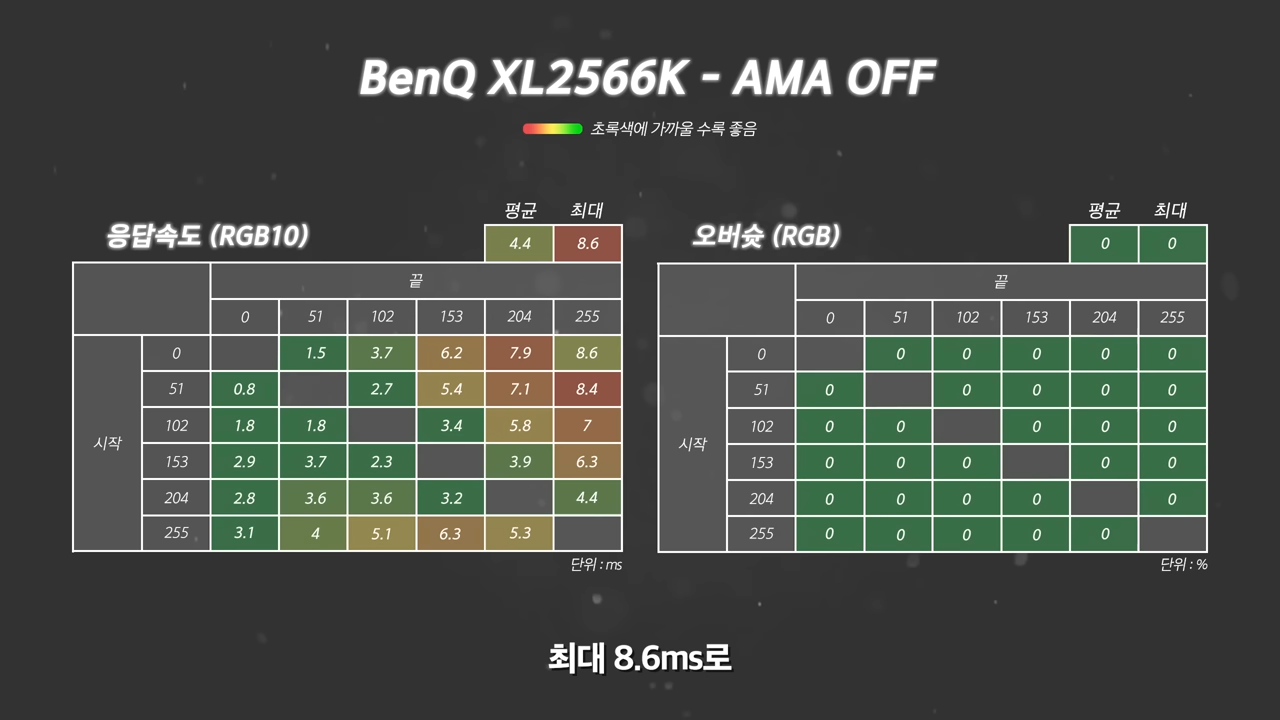 BenQ XL2566K - AMA OFF
초록색에 가까울 수록 좋음
응답속도 (RGB10) 평균 최대
4.4 8.6
끝
0 51 102 153 204 255
시작
0 1.5 3.7 6.2 7.9 8.6
51 0.8 2.7 5.4 7.1 8.4
102 1.8 1.8 3.4 5.8 7
153 2.9 3.7 2.3 3.9 6.3
204 2.8 3.6 3.6 3.2 4.4
255 3.1 4 5.1 6.3 5.3
단위 : ms
오버슛 (RGB) 평균 최대
0 0
끝
0 51 102 153 204 255
시작
0 0 0 0 0 0
51 0 0 0 0 0
102 0 0 0 0 0
153 0 0 0 0 0
204 0 0 0 0 0
255 0 0 0 0 0
단위 : %
최대 8.6ms로